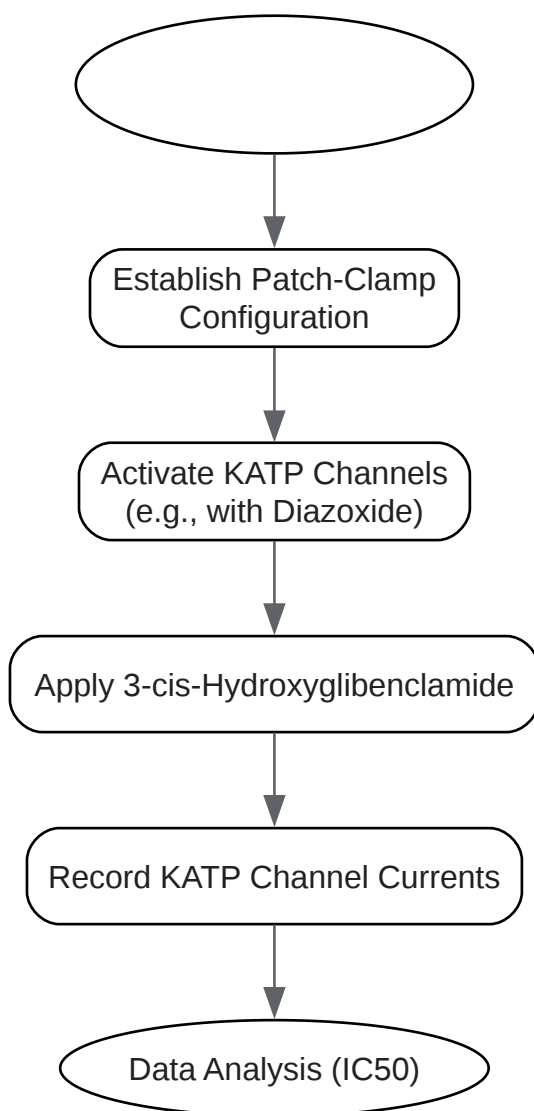 Establish Patch-Clamp
Configuration
Activate KATP Channels
(e.g., with Diazoxide)
Apply 3-cis-Hydroxyglibenclamide
Record KATP Channel Currents
Data Analysis (IC50)